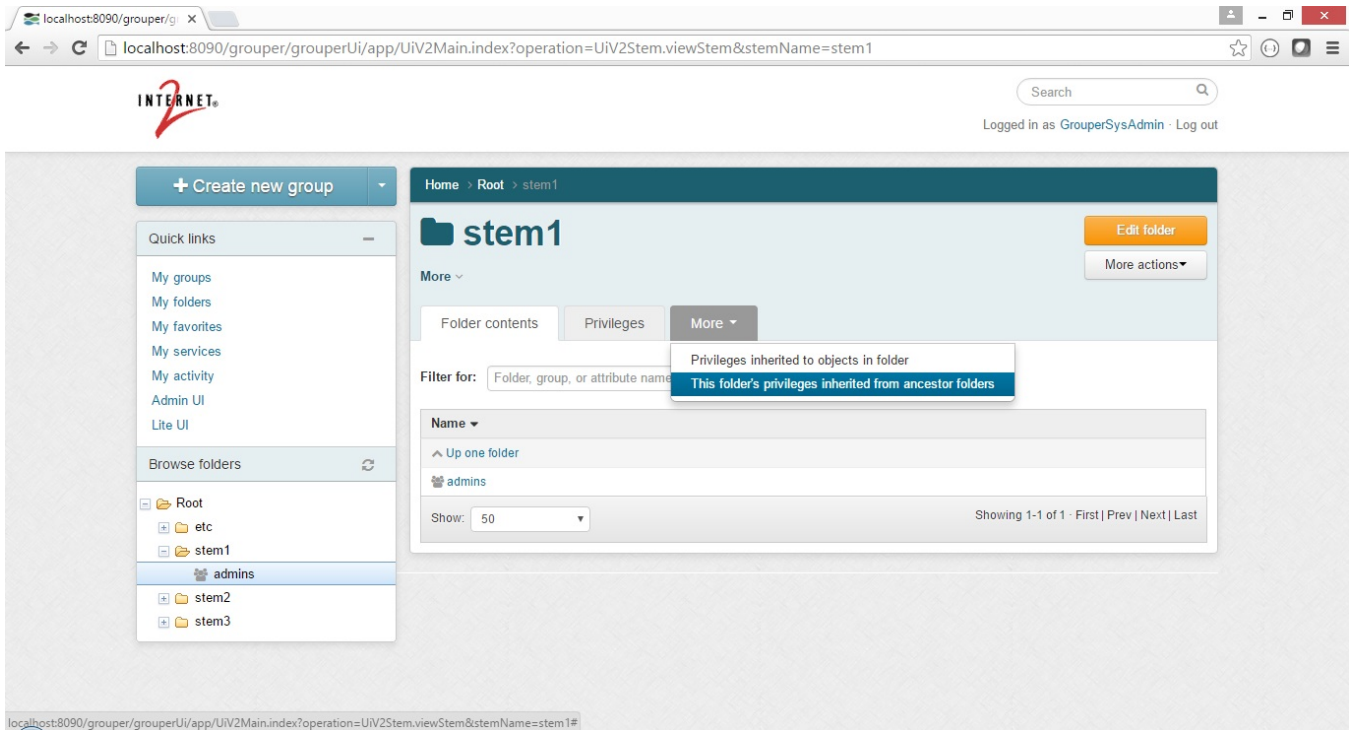 localhost:8090/grouper/g
localhost:8090/grouper/grouperUi/app/UiV2Main.index?operation=UiV2Stem.viewStem&stemName=stem1
INTERNET®
2
Search
Logged in as GrouperSysAdmin · Log out
+ Create new group
Home > Root > stem1
Quick links
stem1
Edit folder
My groups
More
More actions
My folders
My favorites
Folder contents Privileges More
My services
Privileges inherited to objects in folder
My activity
Filter for: Folder, group, or attribute name
This folder's privileges inherited from ancestor folders
Admin UI
Lite UI
Name
Browse folders
Up one folder
admins
Root
Show: 50
Showing 1-1 of 1 · First | Prev | Next | Last
etc
stem1
admins
stem2
stem3
localhost:8090/grouper/grouperUi/app/UiV2Main.index?operation=UiV2Stem.viewStem&stemName=stem1#